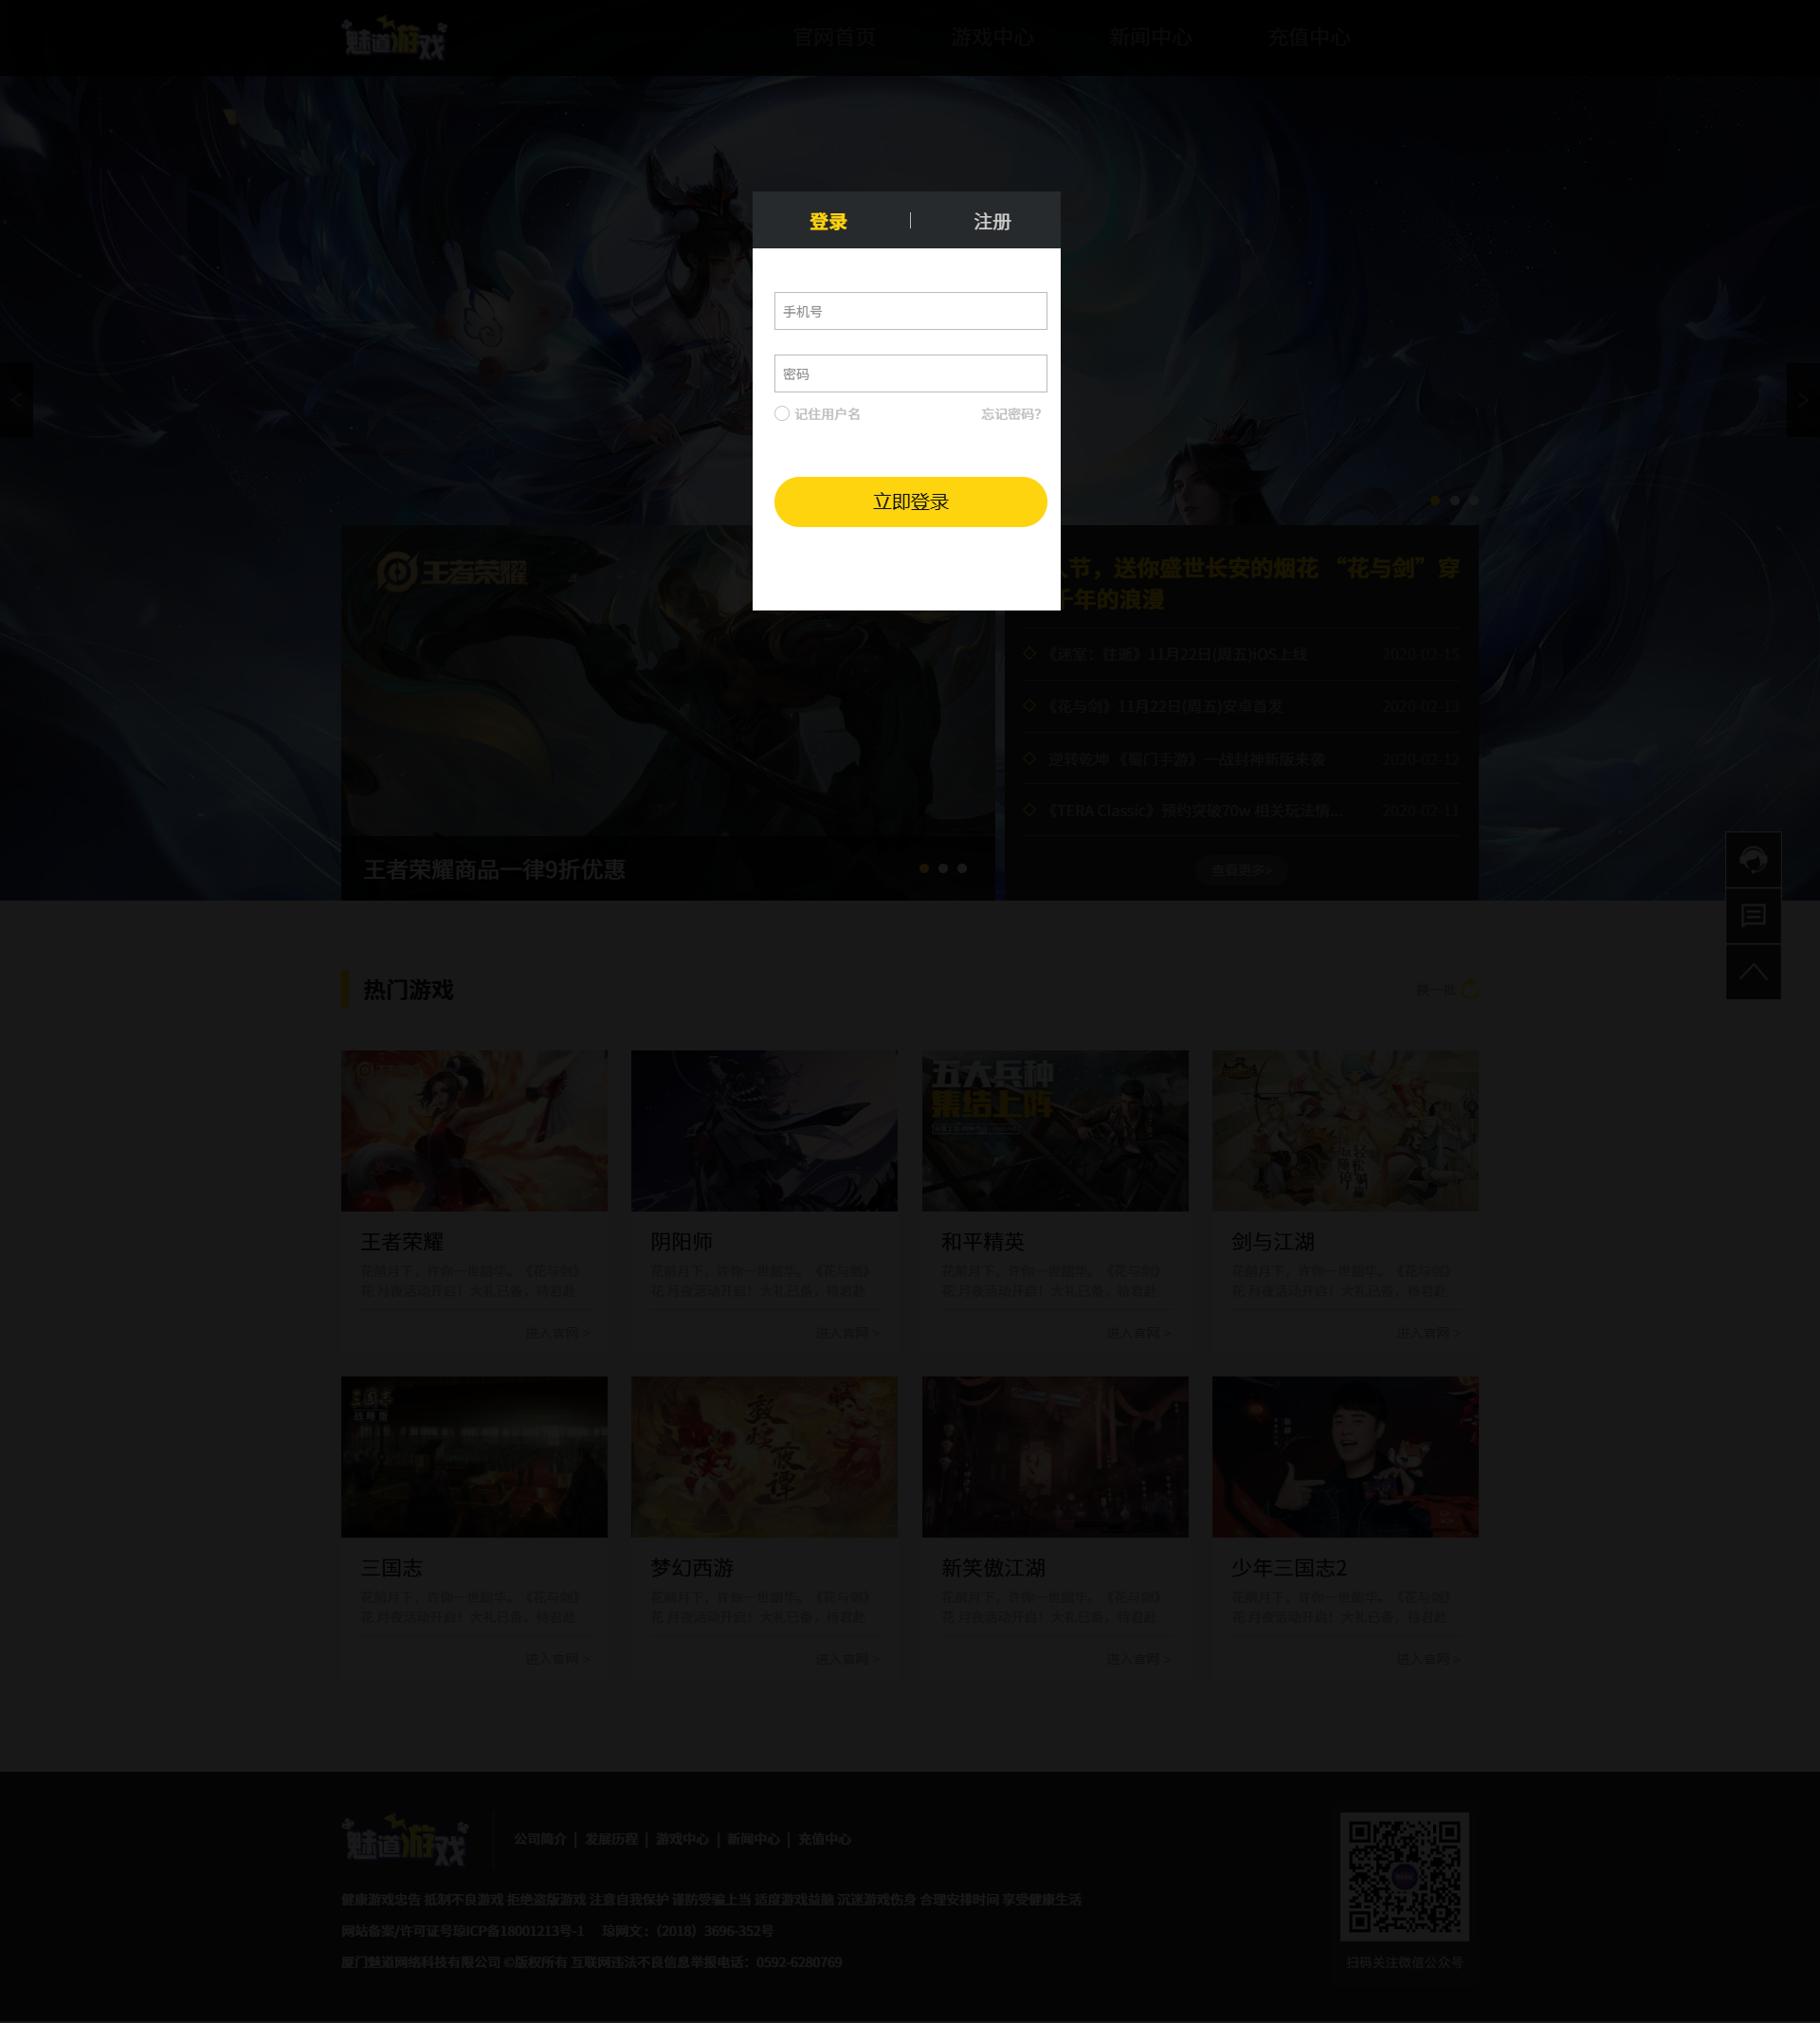 魅道游戏
官网首页 游戏中心 新闻中心 充值中心
登录 注册
手机号
密码
记住用户名 忘记密码?
立即登录
王者荣耀
人节，送你盛世长安的烟花 “花与剑”穿
千年的浪漫
《迷室：往逝》11月22日(周五)iOS上线 2020-02-15
《花与剑》11月22日(周五)安卓首发 2020-02-13
逆转乾坤 《蜀门手游》一战封神新版来袭 2020-02-12
《TERA Classic》预约突破70w 相关玩法情... 2020-02-11
查看更多>
王者荣耀商品一律9折优惠
热门游戏 换一批
五大兵种
集结上阵
王者荣耀 阴阳师 和平精英 剑与江湖
花前月下，许你一世韶华。《花与剑》 花前月下，许你一世韶华。《花与剑》 花前月下，许你一世韶华。《花与剑》 花前月下，许你一世韶华。《花与剑》
花.月夜活动开启！大礼已备，待君赴 花.月夜活动开启！大礼已备，待君赴 花.月夜活动开启！大礼已备，待君赴 花.月夜活动开启！大礼已备，待君赴
进入官网 > 进入官网 > 进入官网 > 进入官网 >
三国志
战略版
三国志 梦幻西游 新笑傲江湖 少年三国志2
花前月下，许你一世韶华。《花与剑》 花前月下，许你一世韶华。《花与剑》 花前月下，许你一世韶华。《花与剑》 花前月下，许你一世韶华。《花与剑》
花.月夜活动开启！大礼已备，待君赴 花.月夜活动开启！大礼已备，待君赴 花.月夜活动开启！大礼已备，待君赴 花.月夜活动开启！大礼已备，待君赴
进入官网 > 进入官网 > 进入官网 > 进入官网 >
魅道游戏
公司简介 | 发展历程 | 游戏中心 | 新闻中心 | 充值中心
健康游戏忠告 抵制不良游戏 拒绝盗版游戏 注意自我保护 谨防受骗上当 适度游戏益脑 沉迷游戏伤身 合理安排时间 享受健康生活
网站备案/许可证号琼ICP备18001213号-1 琼网文：（2018）3696-352号
厦门魅道网络科技有限公司 ©版权所有 互联网违法不良信息举报电话：0592-6280769
扫码关注微信公众号